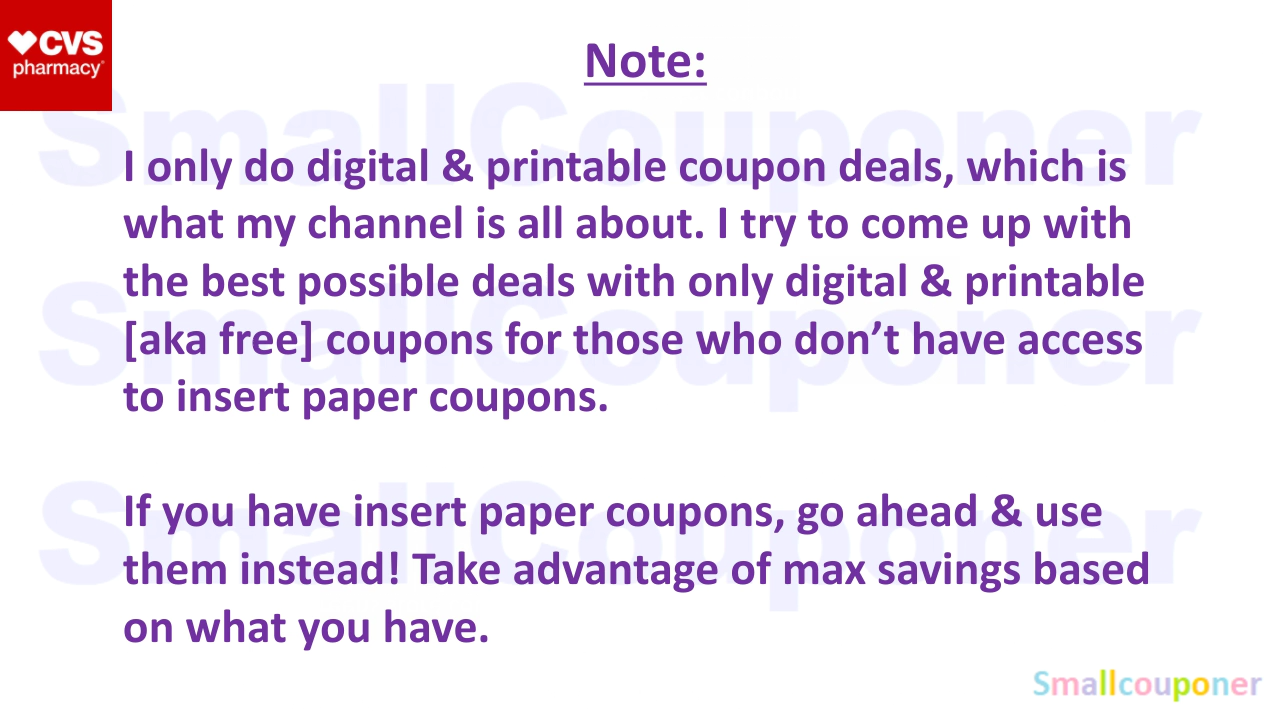 CVS
pharmacy
Note:
SmallCouponer
I only do digital & printable coupon deals, which is
what my channel is all about. I try to come up with
the best possible deals with only digital & printable
SmallCouponer
[aka free] coupons for those who don’t have access
to insert paper coupons.
SmallCouponer
If you have insert paper coupons, go ahead & use
them instead! Take advantage of max savings based
on what you have.
Smallcouponer